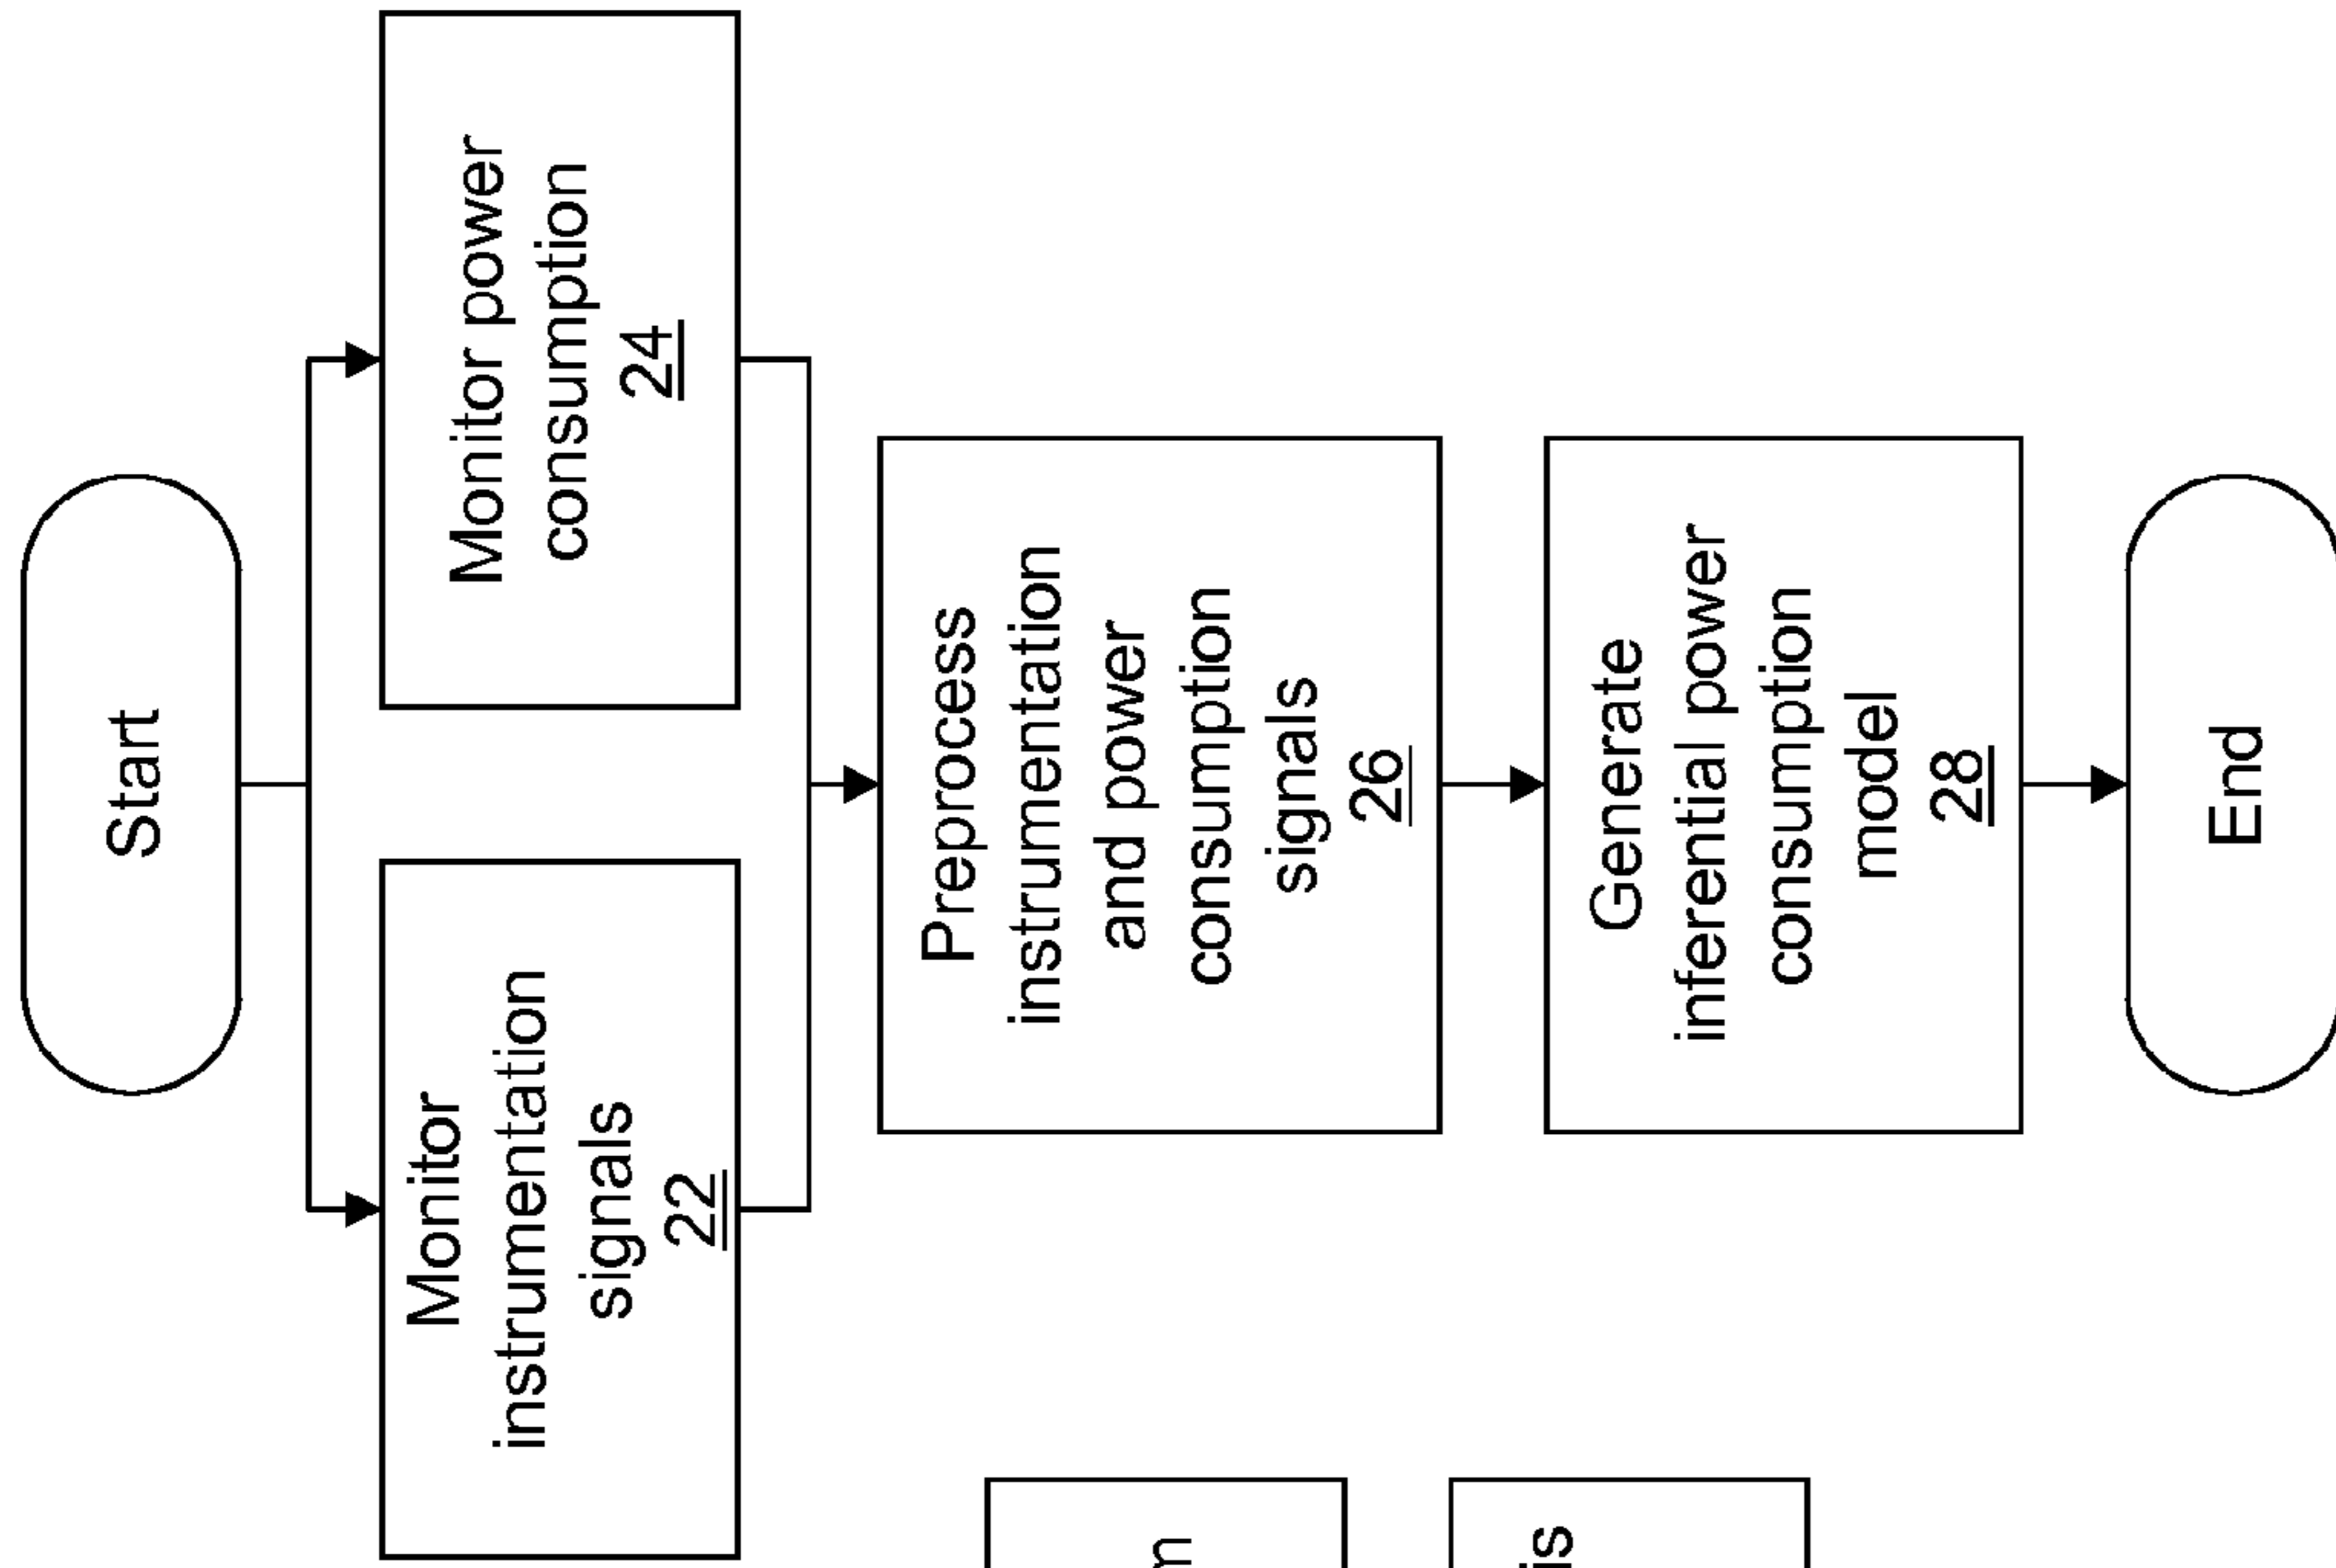 Start
Monitor
instrumentation
signals
22
Monitor power
consumption
24
Preprocess
instrumentation
and power
consumption
signals
26
Generate
inferential power
consumption
model
28
End